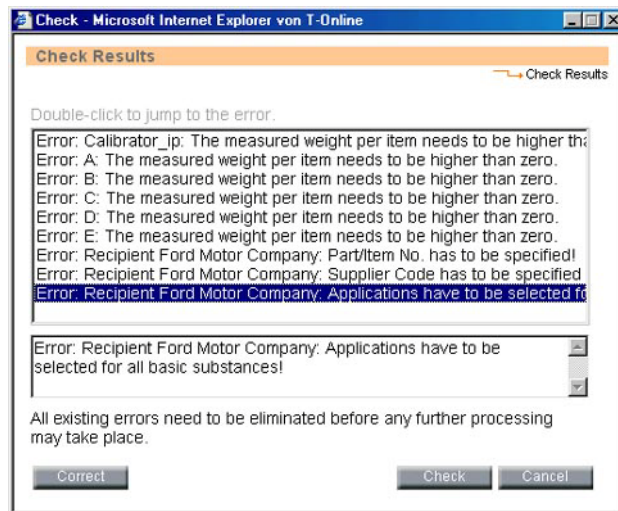 Check - Microsoft Internet Explorer von T-Online
Check Results
Check Results
Double-click to jump to the error.
Error: Calibrator_ip: The measured weight per item needs to be higher tha
Error: A: The measured weight per item needs to be higher than zero.
Error: B: The measured weight per item needs to be higher than zero.
Error: C: The measured weight per item needs to be higher than zero.
Error: D: The measured weight per item needs to be higher than zero.
Error: E: The measured weight per item needs to be higher than zero.
Error: Recipient Ford Motor Company: Part/Item No. has to be specified!
Error: Recipient Ford Motor Company: Supplier Code has to be specified
Error: Recipient Ford Motor Company: Applications have to be selected fo
Error: Recipient Ford Motor Company: Applications have to be
selected for all basic substances!
All existing errors need to be eliminated before any further processing
may take place.
Correct Check Cancel